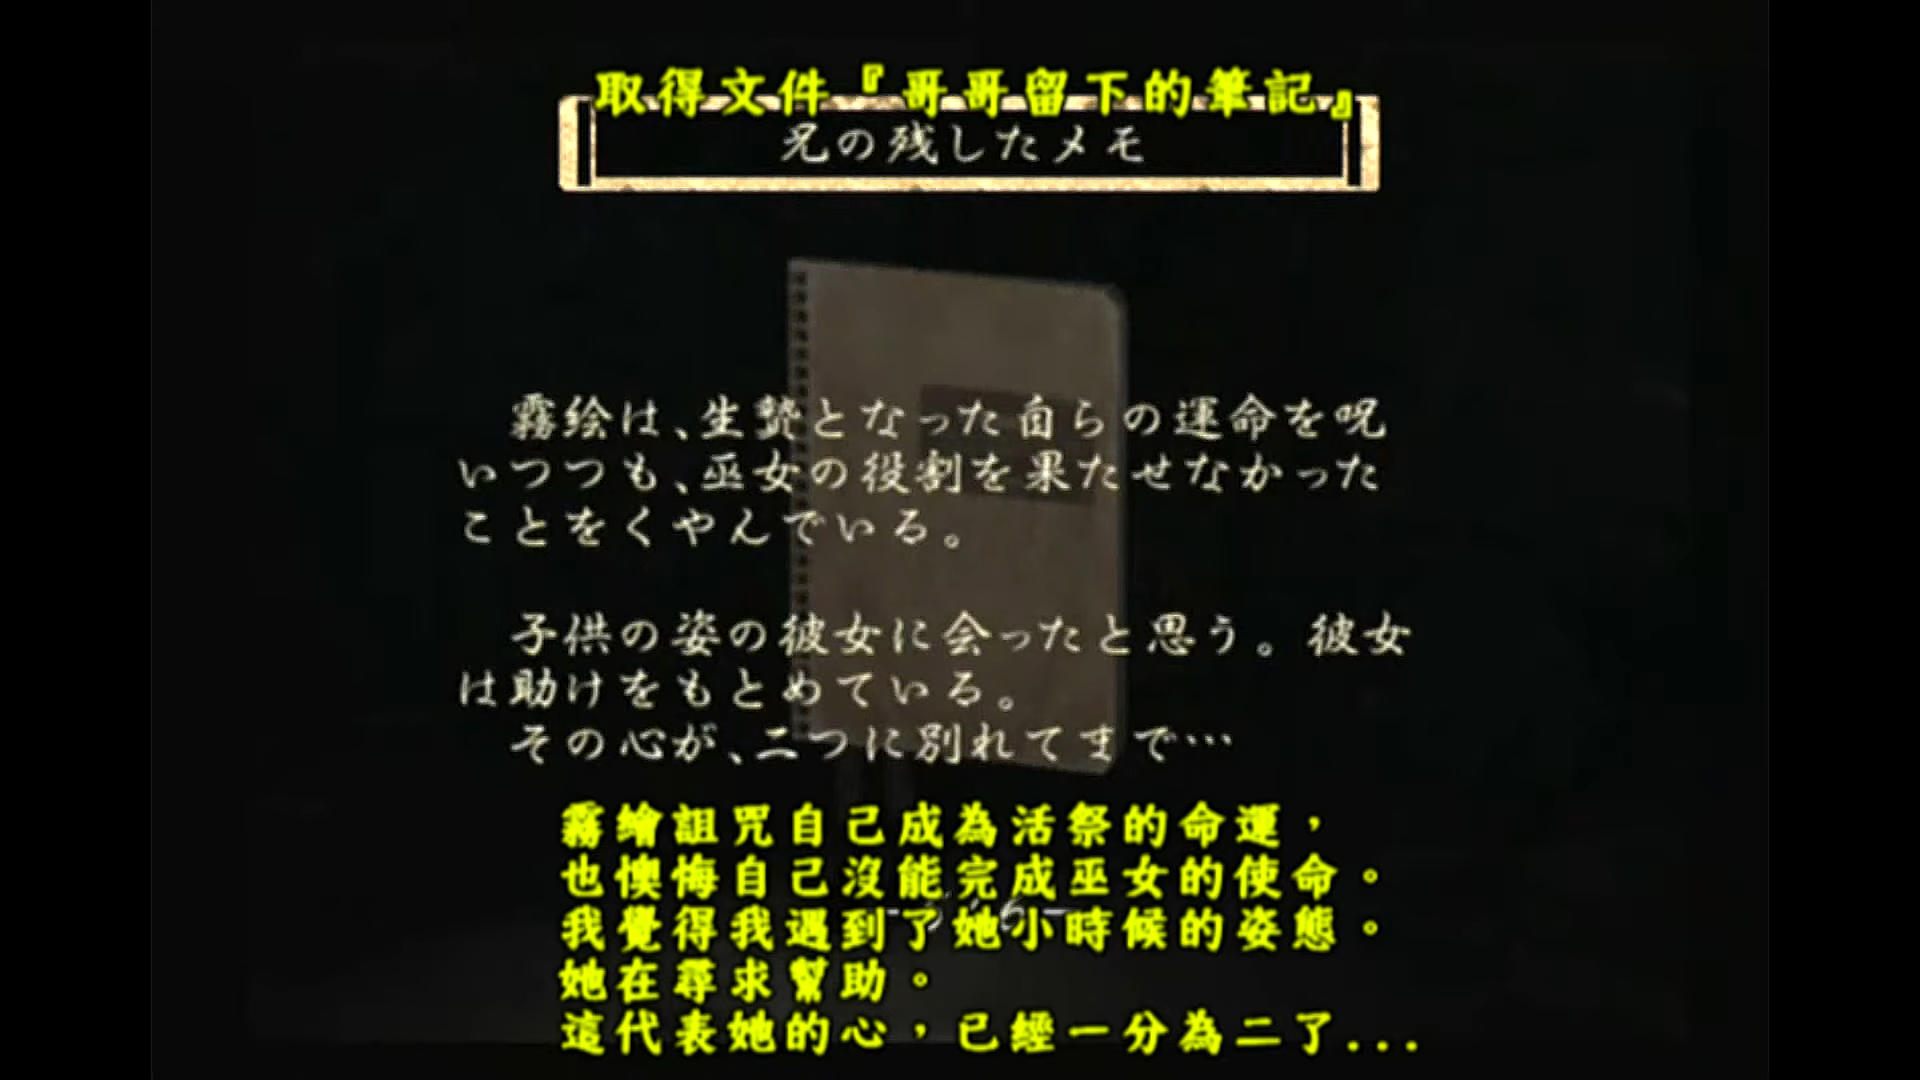 取得文件『哥哥留下的筆記』
兄の残したメモ
霧绘は、生贄となった自らの運命を呪
いつつも、巫女の役割を果たせなかった
ことをくやんでいる。
子供の姿の彼女に会ったと思う。彼女
は助けをもとめている。
その心が、二つに別れてまで…
霧繪詛咒自己成為活祭的命運，
也懊悔自己沒能完成巫女的使命。
我覺得我遇到了她小時候的姿態。
她在尋求幫助。
這代表她的心，已經一分為二了...